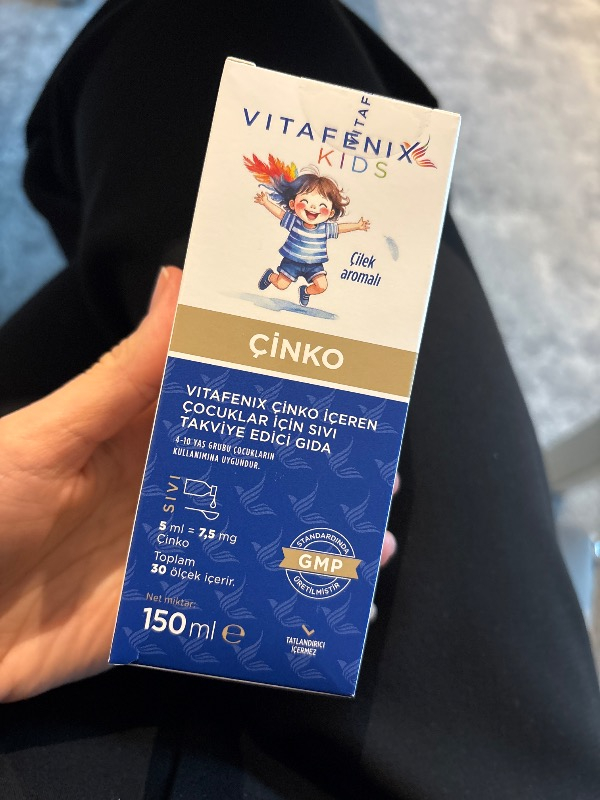 VITAF
VITAFENIX
KIDS
Çilek
aromalı
ÇİNKO
VITAFENIX ÇİNKO İÇEREN
ÇOCUKLAR İÇİN SIVI
TAKVİYE EDİCİ GIDA
4-10 YAŞ GRUBU ÇOCUKLARIN
KULLANIMINA UYGUNDUR.
SIVI
5 ml = 7,5 mg
Çinko
Toplam
30 ölçek içerir.
STANDARDINDA
GMP
ÜRETİLMİŞTİR
Net miktar:
150 ml e
TATLANDIRICI
İÇERMEZ